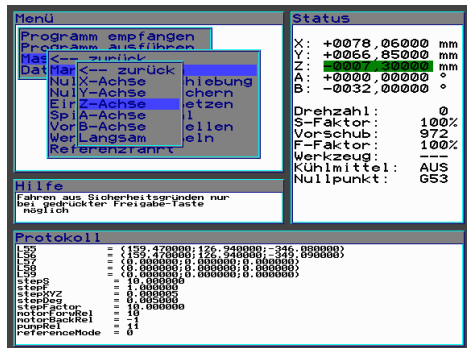 Menü
Programm empfangen
Programm ausführen
Mas
Dat
<-- zurück
Man
Nul
Nul
Ein
Spi
Vor
Wer
hiebung
chern
etzen
l
ellen
eln
Referenzfahrt
<-- zurück
X-Achse
Y-Achse
Z-Achse
A-Achse
B-Achse
Langsam
Hilfe
Fahren aus Sicherheitsgründen nur
bei gedrückter Freigabe-Taste
möglich
Status
X: +0078,06000 mm
Y: +0066,85000 mm
Z: -0007,30000 mm
A: +0000,00000 °
B: -0032,00000 °
Drehzahl: 0
S-Faktor: 100%
Vorschub: 972
F-Faktor: 100%
Werkzeug: ---
Kühlmittel: AUS
Nullpunkt: G53
Protokoll
L55 = (159.470000;126.940000;-346.080000)
L56 = (159.470000;126.940000;-349.090000)
L57 = (0.000000;0.000000;0.000000)
L58 = (0.000000;0.000000;0.000000)
L59 = (0.000000;0.000000;0.000000)
stepS = 10.000000
stepF = 1.000000
stepXYZ = 0.000005
stepDeg = 0.005000
stepFactor = 10.000000
motorForwRel = 10
motorBackRel = -1
pumpRel = 11
referenceMode = 0